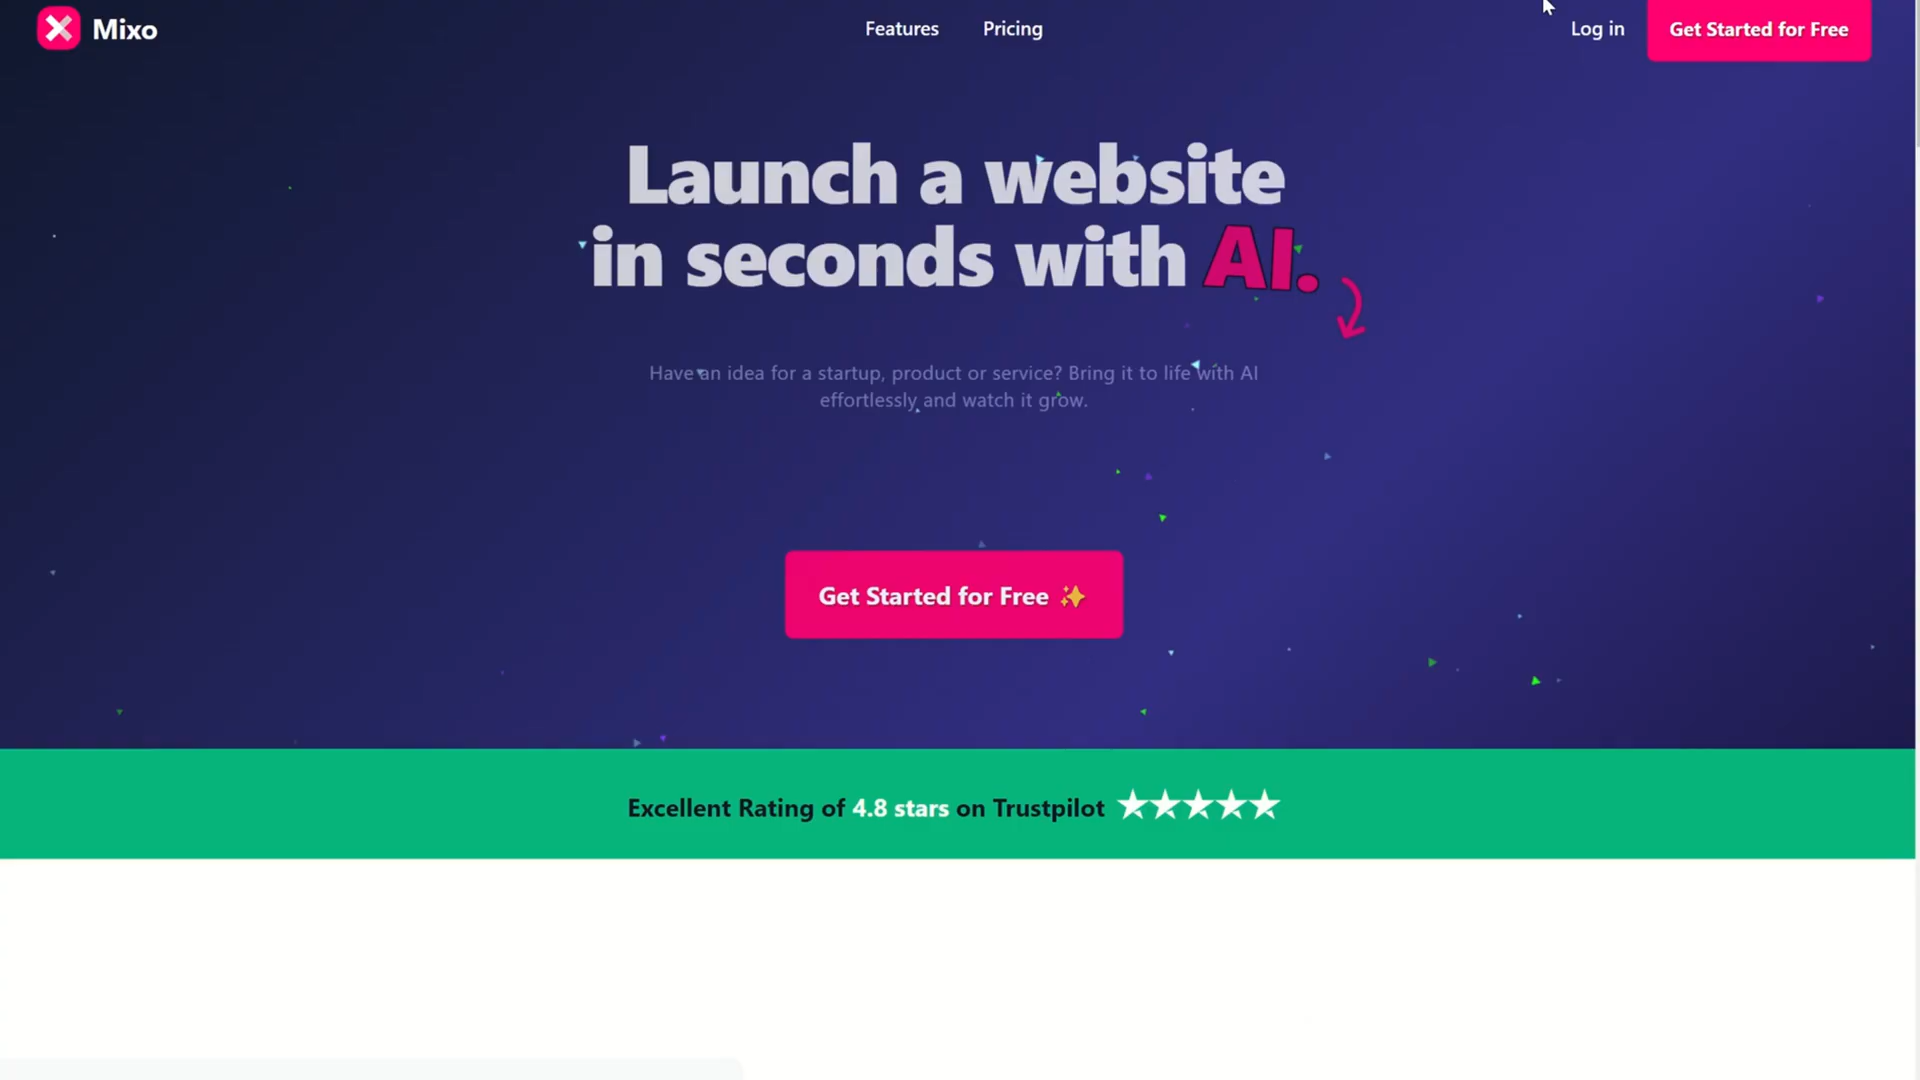 Mixo
Features
Pricing
Log in
Get Started for Free
Launch a website
in seconds with AI.
Have an idea for a startup, product or service? Bring it to life with AI
effortlessly and watch it grow.
Get Started for Free ✨
Excellent Rating of 4.8 stars on Trustpilot ★★★★★